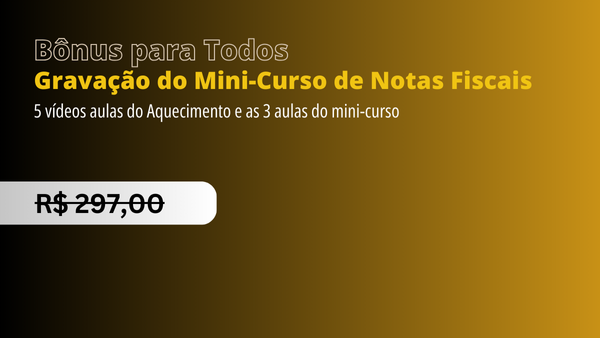 Bônus para Todos
Gravação do Mini-Curso de Notas Fiscais
5 vídeos aulas do Aquecimento e as 3 aulas do mini-curso
R$ 297,00